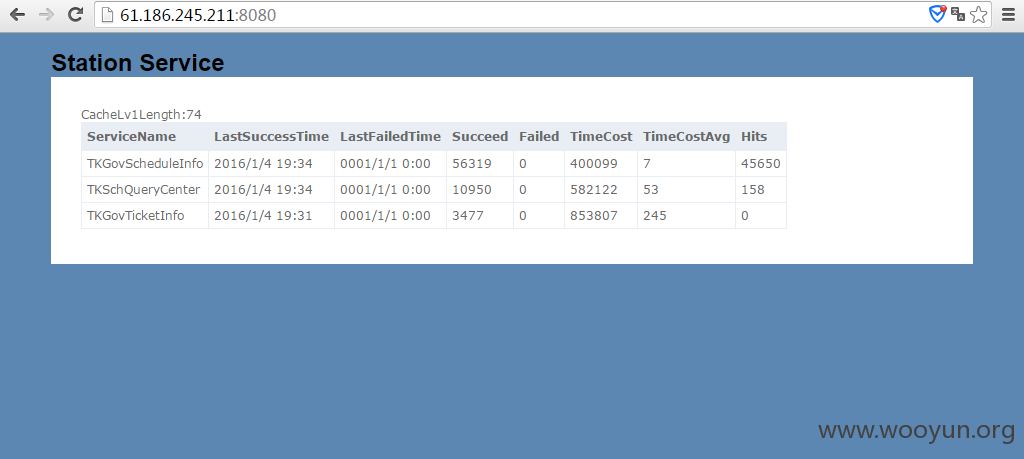 61.186.245.211:8080
Station Service
CacheLv1Length:74
ServiceName LastSuccessTime LastFailedTime Succeed Failed TimeCost TimeCostAvg Hits
TKGovScheduleInfo 2016/1/4 19:34 0001/1/1 0:00 56319 0 400099 7 45650
TKSchQueryCenter 2016/1/4 19:34 0001/1/1 0:00 10950 0 582122 53 158
TKGovTicketInfo 2016/1/4 19:31 0001/1/1 0:00 3477 0 853807 245 0
www.wooyun.org